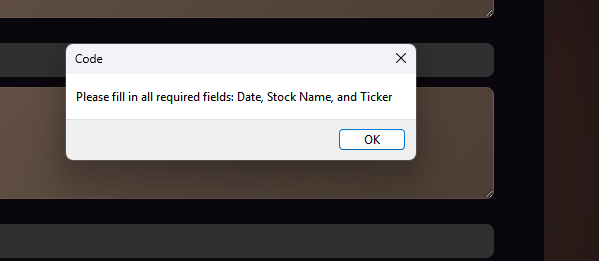 Code
Please fill in all required fields: Date, Stock Name, and Ticker
OK